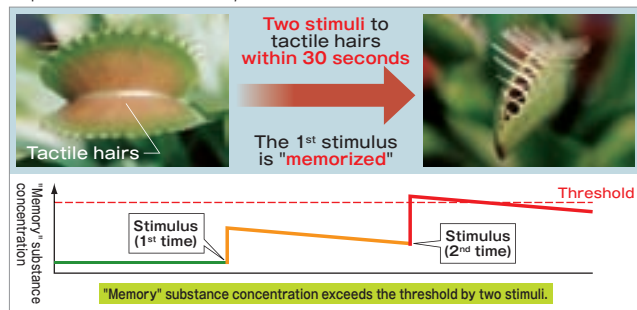 Two stimuli to
tactile hairs
within 30 seconds
Tactile hairs
The 1st stimulus
is "memorized"
"Memory" substance
concentration
Threshold
Stimulus
(1st time)
Stimulus
(2nd time)
"Memory" substance concentration exceeds the threshold by two stimuli.